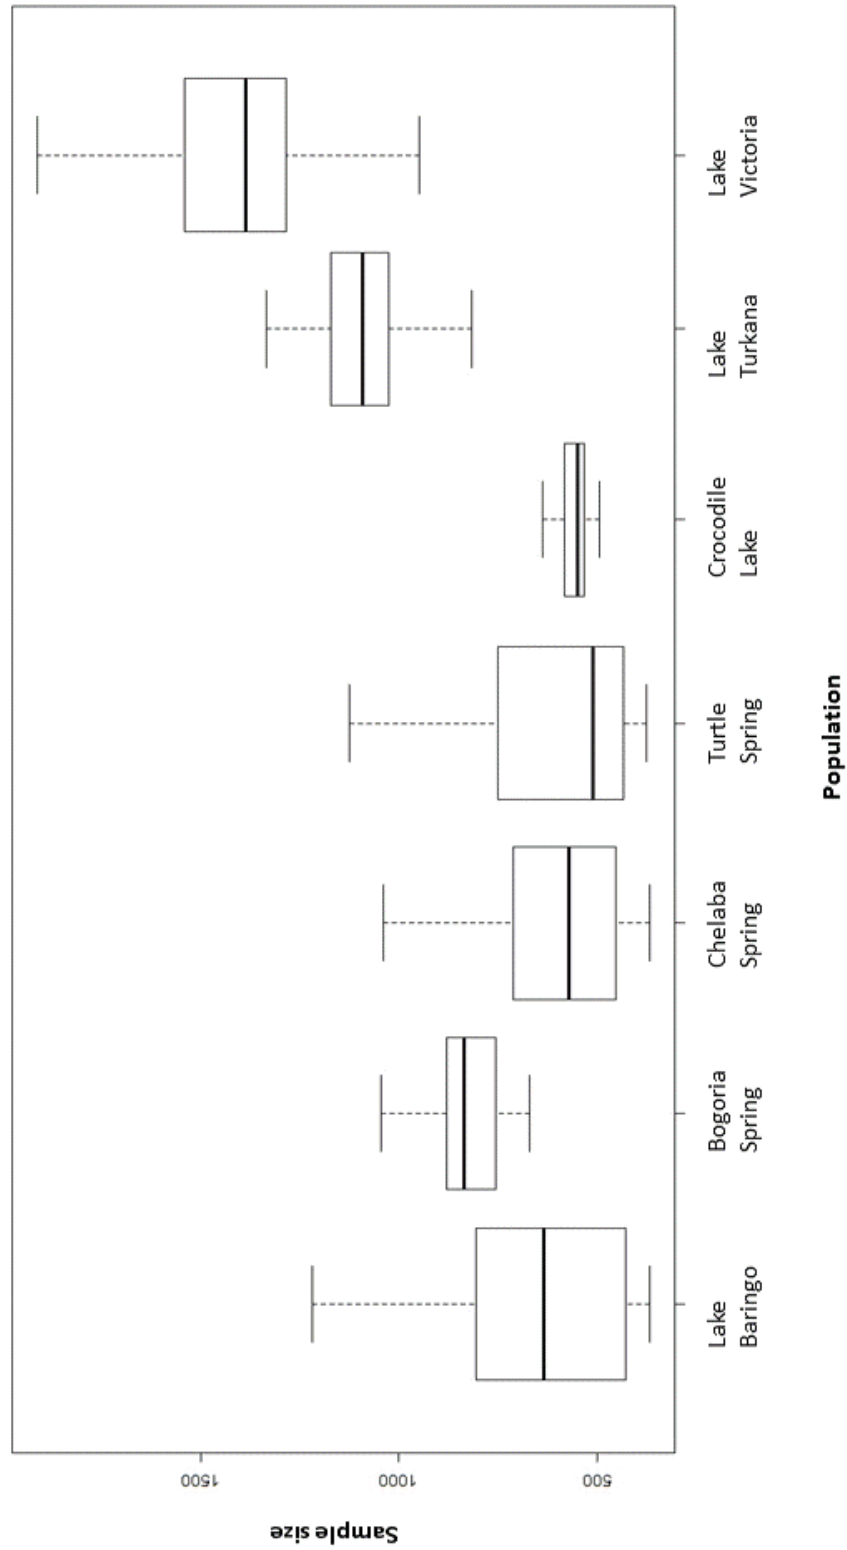 Sample size
1500
1000
500
Lake
Baringo
Bogoria
Spring
Chelaba
Spring
Turtle
Spring
Crocodile
Lake
Lake
Turkana
Lake
Victoria
Population